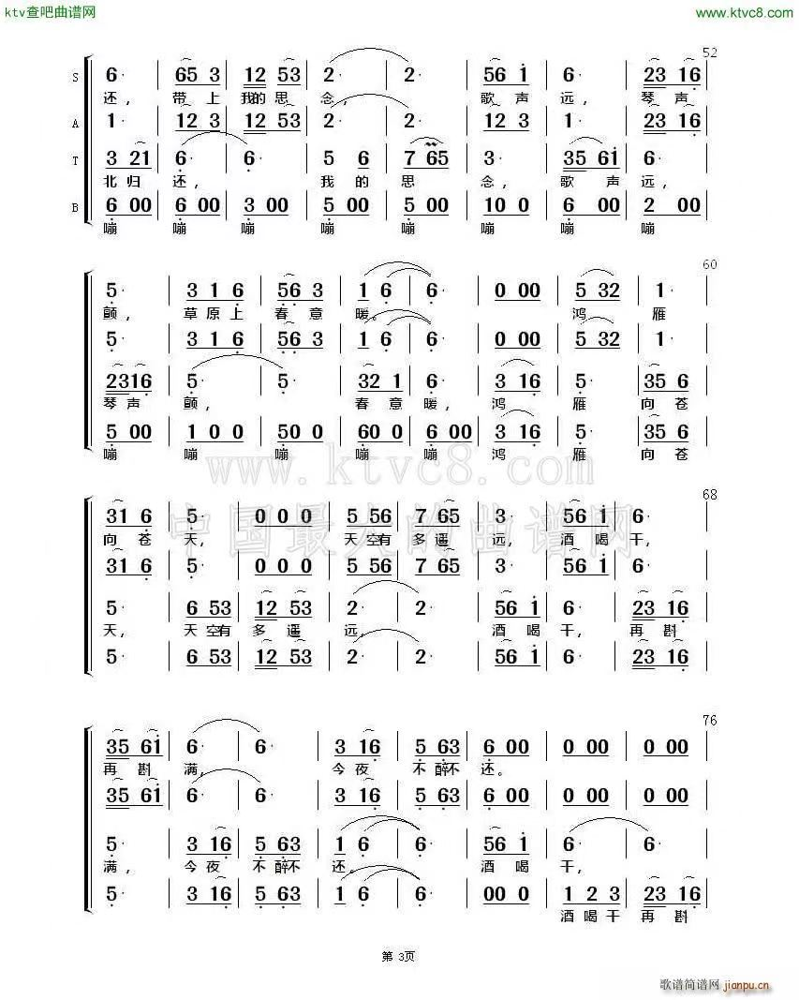 ktv查吧曲谱网 www.ktvc8.com
52
S 6· 65 3 12 53 2· 2· 56 i 6· 23 16
还， 带上 我的思 念， 歌声 远， 琴声
A 1· 12 3 12 53 2· 2· 12 3 1· 23 16
T 3 21 6· 6· 5 6 7 65 3· 35 61 6·
北归 还， 我的 思 念， 歌声 远，
B 6 00 6 00 3 00 5 00 5 00 10 0 6 00 2 00
嘣 嘣 嘣 嘣 嘣 嘣 嘣 嘣
60
5· 3 1 6 56 3 1 6 6· 0 00 5 32 1·
颤， 草原上 春意 暖。 鸿 雁
5· 3 1 6 56 3 1 6 6· 0 00 5 32 1·
2316 5· 5· 32 1 6· 3 16 5· 35 6
琴声 颤， 春意 暖， 鸿 雁 向苍
5 00 1 0 0 50 0 60 0 6 00 3 16 5· 35 6
嘣 嘣 嘣 嘣 嘣 鸿 雁 向苍
www.ktvc8.com
中国最大的曲谱网
68
31 6 5· 0 0 0 5 56 7 65 3· 56 i 6·
向苍 天， 天空有 多遥 远， 酒喝 干，
31 6 5· 0 0 0 5 56 7 65 3· 56 i 6·
5· 6 53 12 53 2· 2· 56 i 6· 23 16
天， 天空有 多遥 远， 酒喝 干， 再斟
5· 6 53 12 53 2· 2· 56 1 6· 23 16
76
35 6i 6· 6· 3 16 5 63 6 00 0 00 0 00
再斟 满， 今夜 不醉不 还。
35 6i 6· 6· 3 16 5 63 6 00 0 00 0 00
5· 3 16 5 63 1 6 6· 56 i 6· 6·
满， 今夜 不醉不 还， 酒喝 干，
5· 3 16 5 63 1 6 6· 00 0 1 2 3 23 16
酒喝干 再斟
第 3页
歌谱简谱网 jianpu.cn